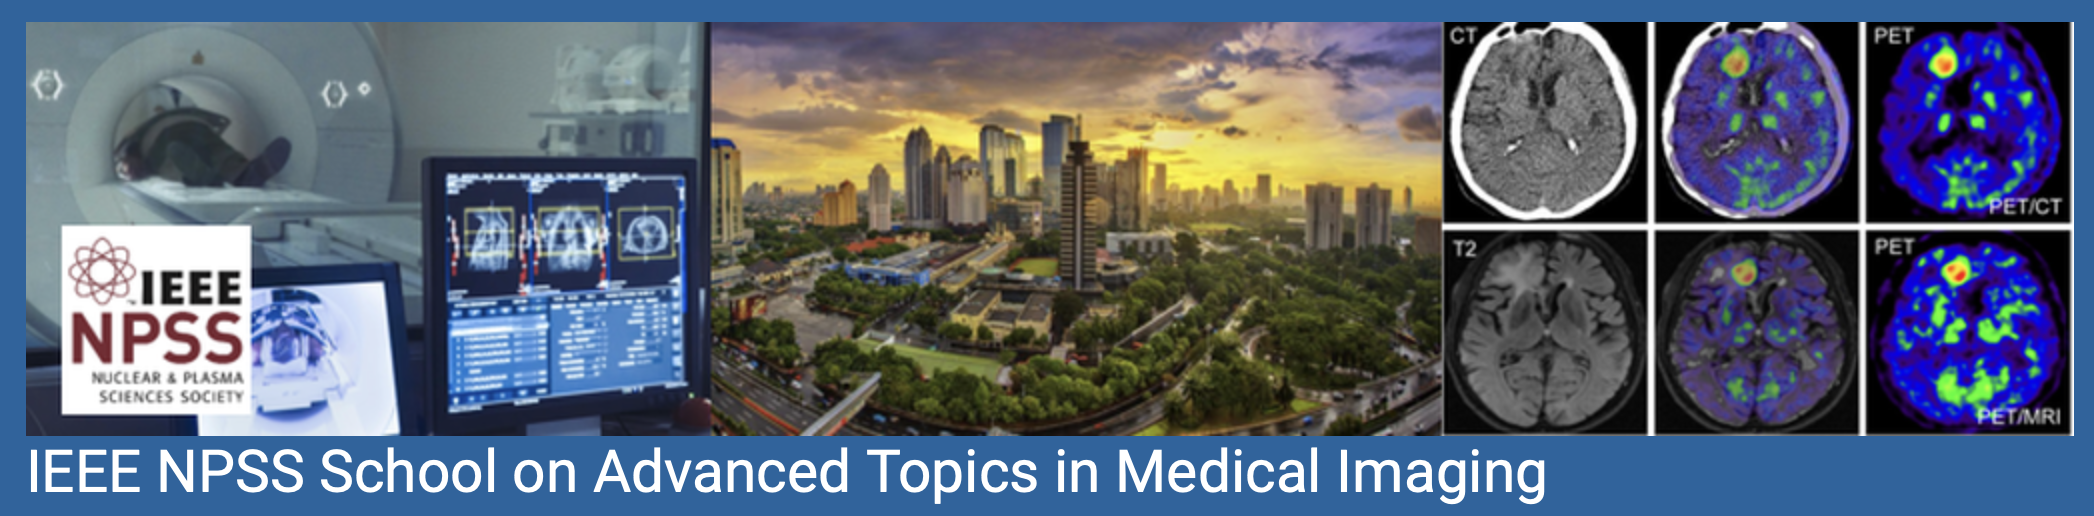 IEEE
NPSS
NUCLEAR & PLASMA
SCIENCES SOCIETY
CT
PET
PET/CT
T2
PET
PET/MRI
IEEE NPSS School on Advanced Topics in Medical Imaging